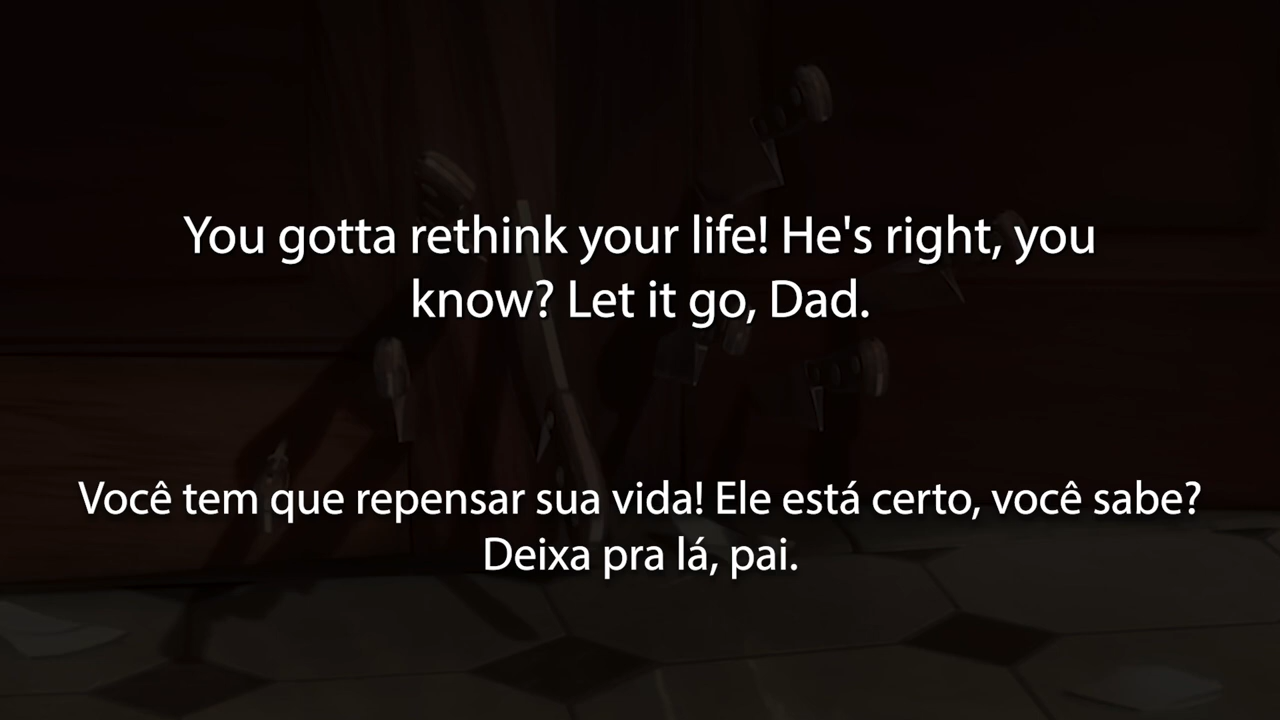 You gotta rethink your life! He's right, you
know? Let it go, Dad.
Você tem que repensar sua vida! Ele está certo, você sabe?
Deixa pra lá, pai.